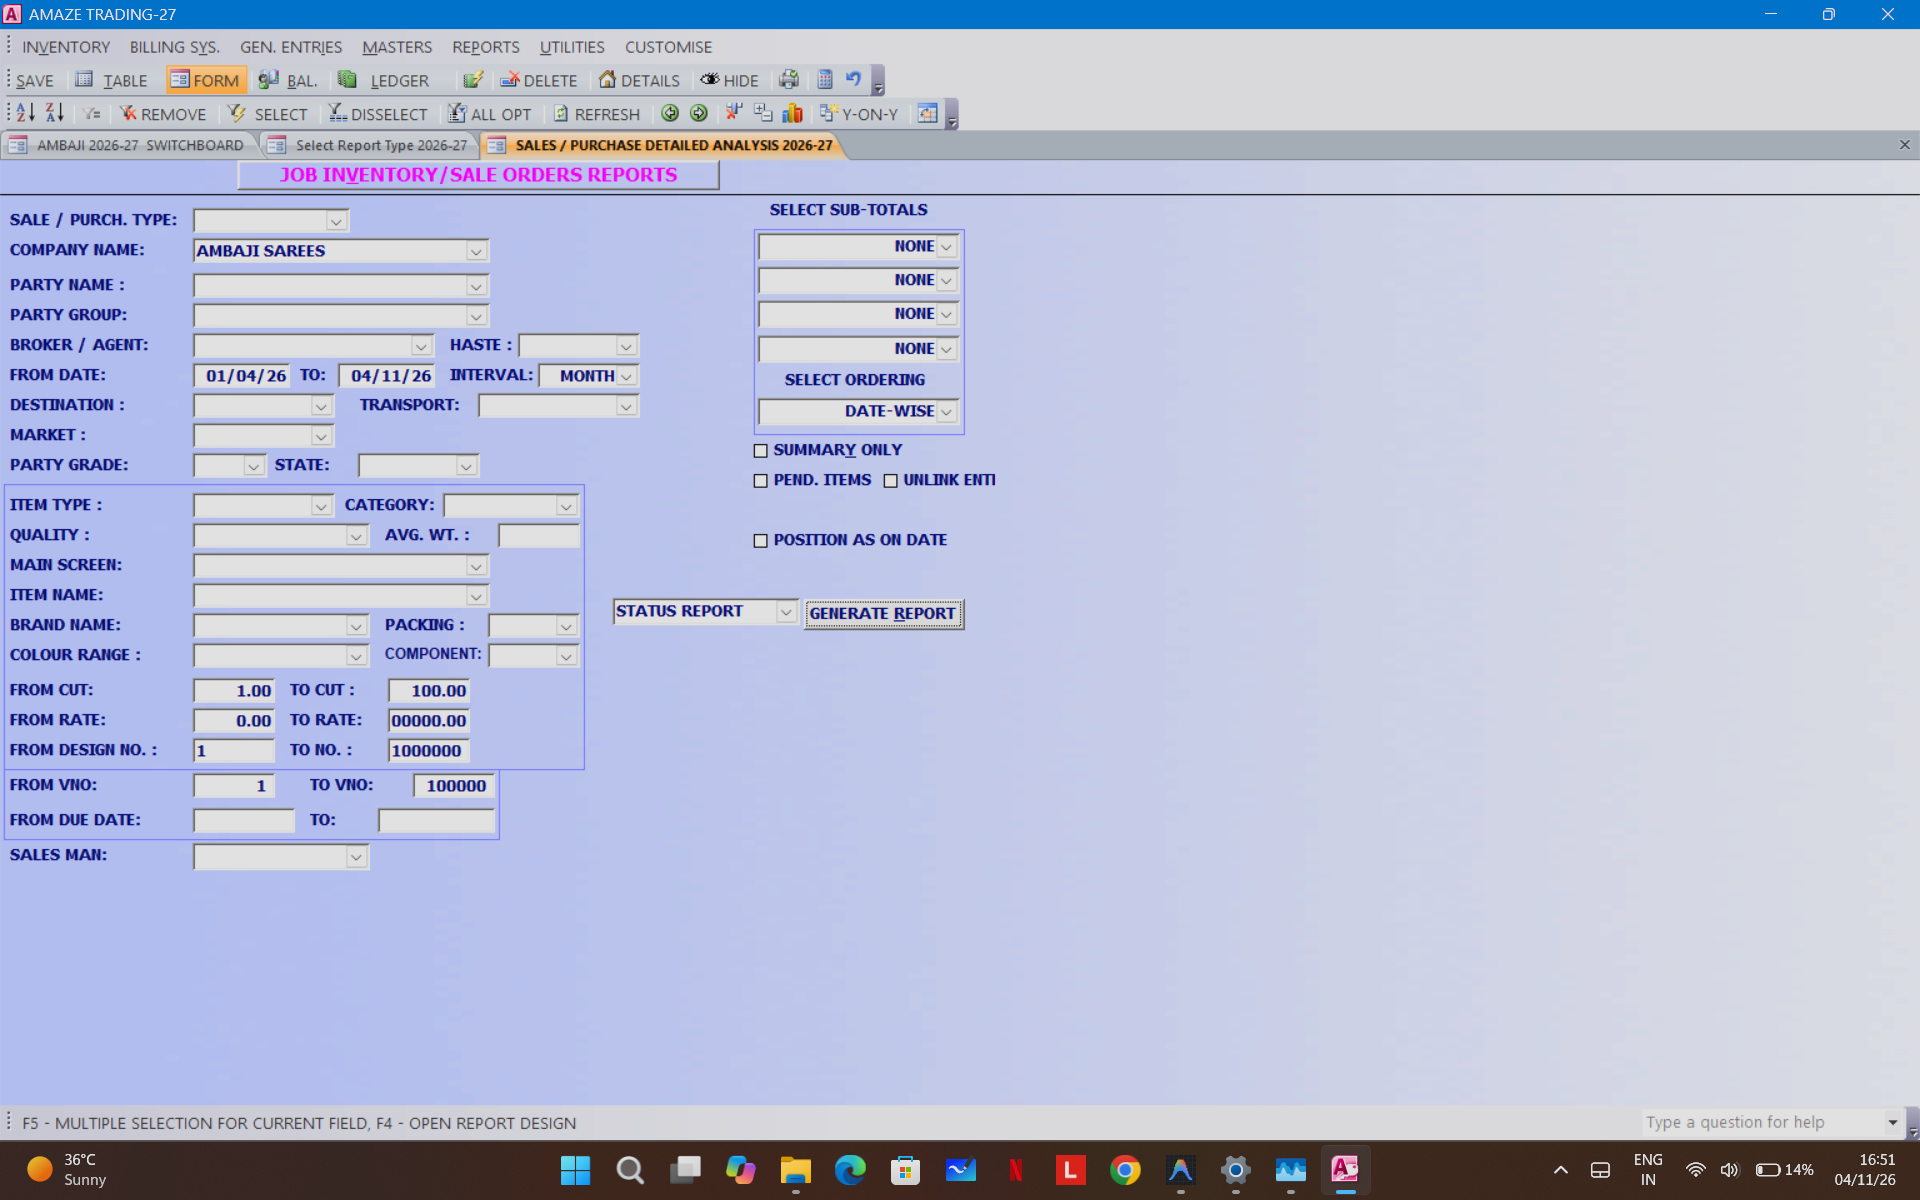 AMAZE TRADING-27
INVENTORY BILLING SYS. GEN. ENTRIES MASTERS REPORTS UTILITIES CUSTOMISE
SAVE TABLE FORM BAL. LEDGER DELETE DETAILS HIDE
REMOVE SELECT DISSELECT ALL OPT REFRESH Y-ON-Y
AMBAJI 2026-27 SWITCHBOARD Select Report Type 2026-27 SALES / PURCHASE DETAILED ANALYSIS 2026-27
JOB INVENTORY/SALE ORDERS REPORTS
SALE / PURCH. TYPE:
COMPANY NAME: AMBAJI SAREES
PARTY NAME :
PARTY GROUP:
BROKER / AGENT: HASTE :
FROM DATE: 01/04/26 TO: 04/11/26 INTERVAL: MONTH
DESTINATION : TRANSPORT:
MARKET :
PARTY GRADE: STATE:
ITEM TYPE : CATEGORY:
QUALITY : AVG. WT. :
MAIN SCREEN:
ITEM NAME:
BRAND NAME: PACKING :
COLOUR RANGE : COMPONENT:
FROM CUT: 1.00 TO CUT : 100.00
FROM RATE: 0.00 TO RATE: 00000.00
FROM DESIGN NO. : 1 TO NO. : 1000000
FROM VNO: 1 TO VNO: 100000
FROM DUE DATE: TO:
SALES MAN:
SELECT SUB-TOTALS
NONE
NONE
NONE
NONE
SELECT ORDERING
DATE-WISE
SUMMARY ONLY
PEND. ITEMS UNLINK ENTI
POSITION AS ON DATE
STATUS REPORT GENERATE REPORT
F5 - MULTIPLE SELECTION FOR CURRENT FIELD, F4 - OPEN REPORT DESIGN
Type a question for help
36°C
Sunny
ENG
IN
14%
16:51
04/11/26